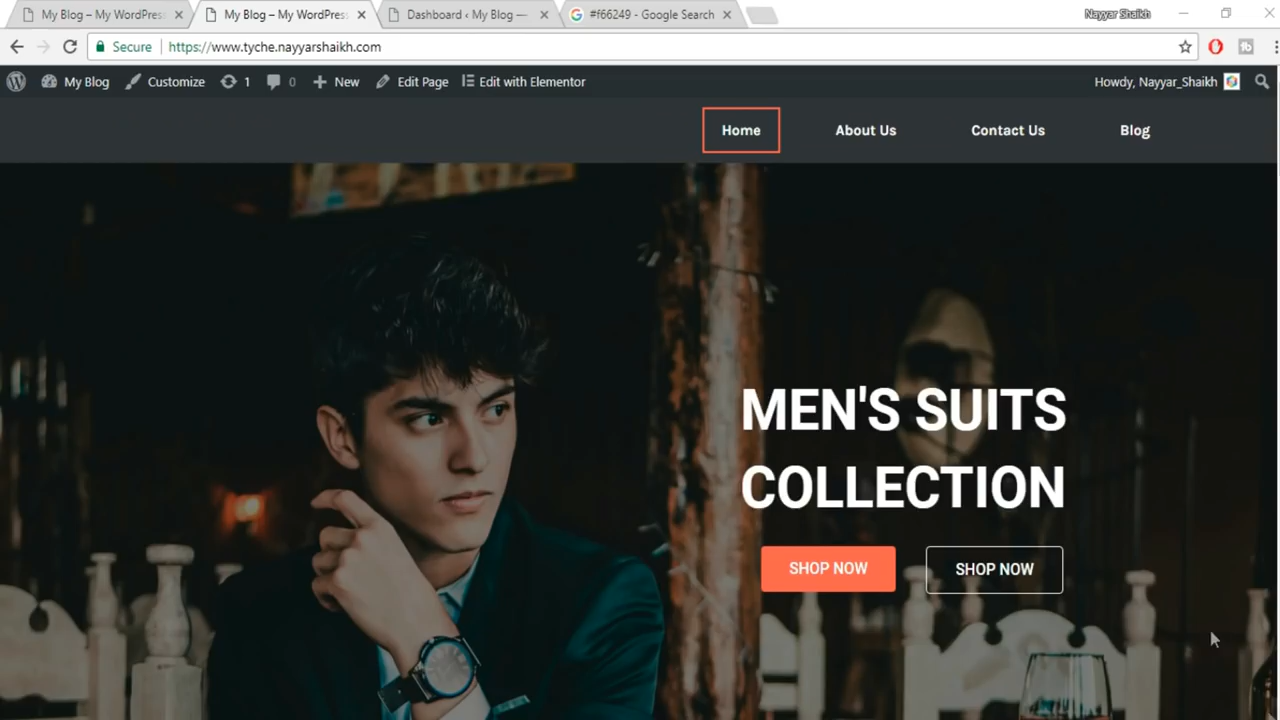 My Blog – My WordPress
My Blog – My WordPress
Dashboard ‹ My Blog —
#f66249 - Google Search
Nayyar Shaikh
Secure
https://www.tyche.nayyarshaikh.com
My Blog
Customize
1
0
New
Edit Page
Edit with Elementor
Howdy, Nayyar_Shaikh
Home
About Us
Contact Us
Blog
MEN'S SUITS
COLLECTION
SHOP NOW
SHOP NOW